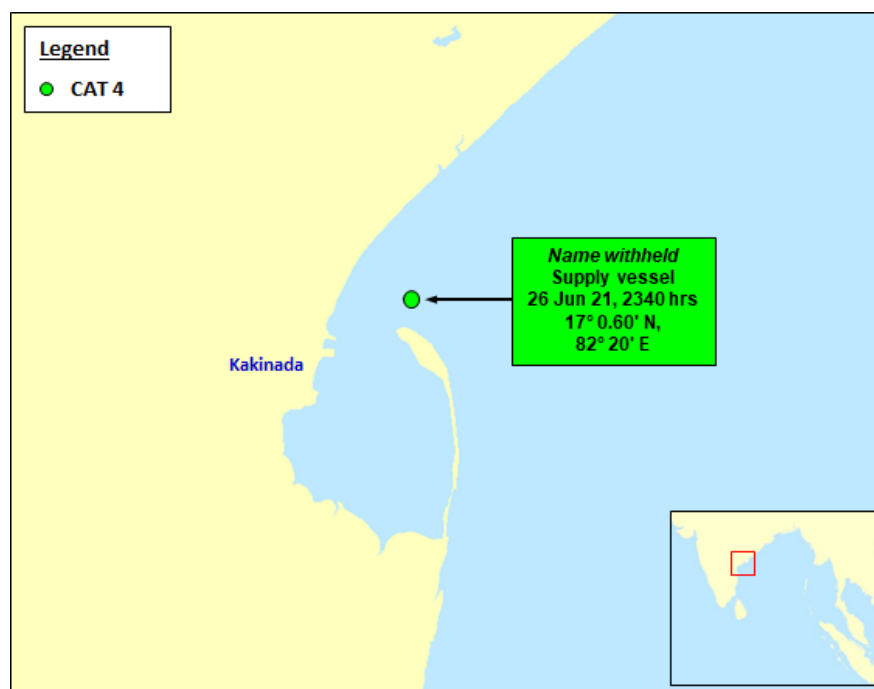 Legend
CAT 4
Name withheld
Supply vessel
26 Jun 21, 2340 hrs
17° 0.60' N,
82° 20' E
Kakinada